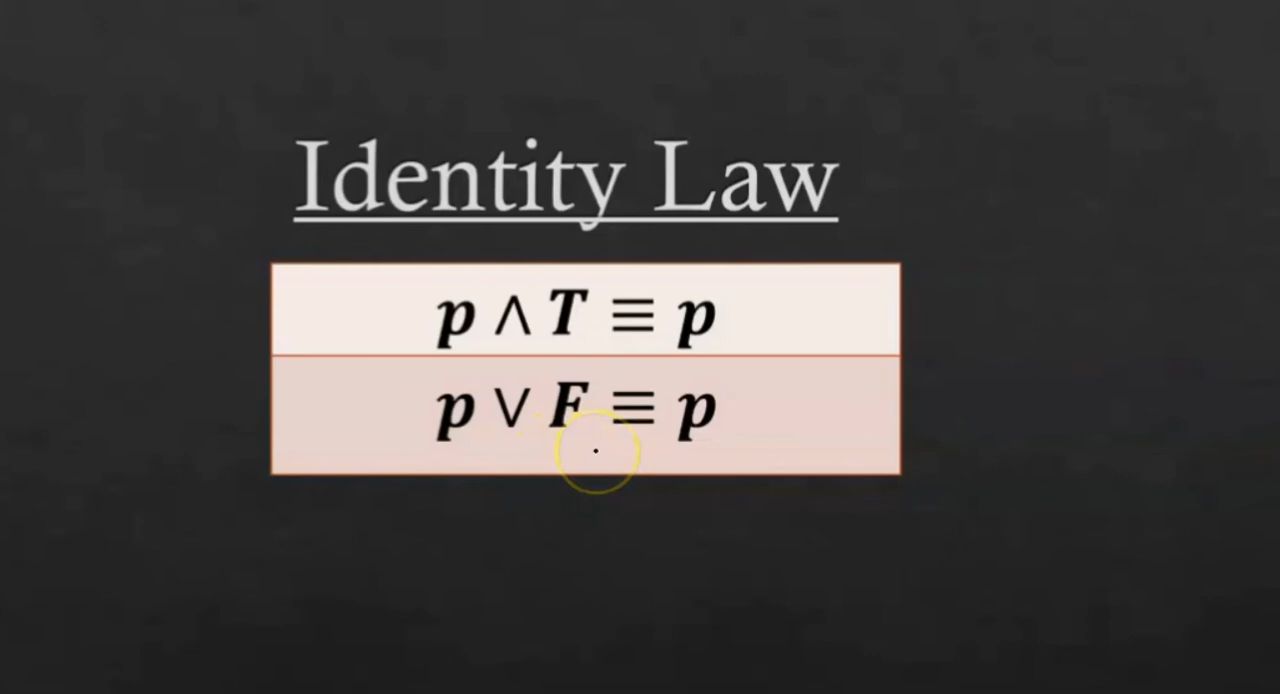 Identity Law
p ∧ T ≡ p
p ∨ F ≡ p